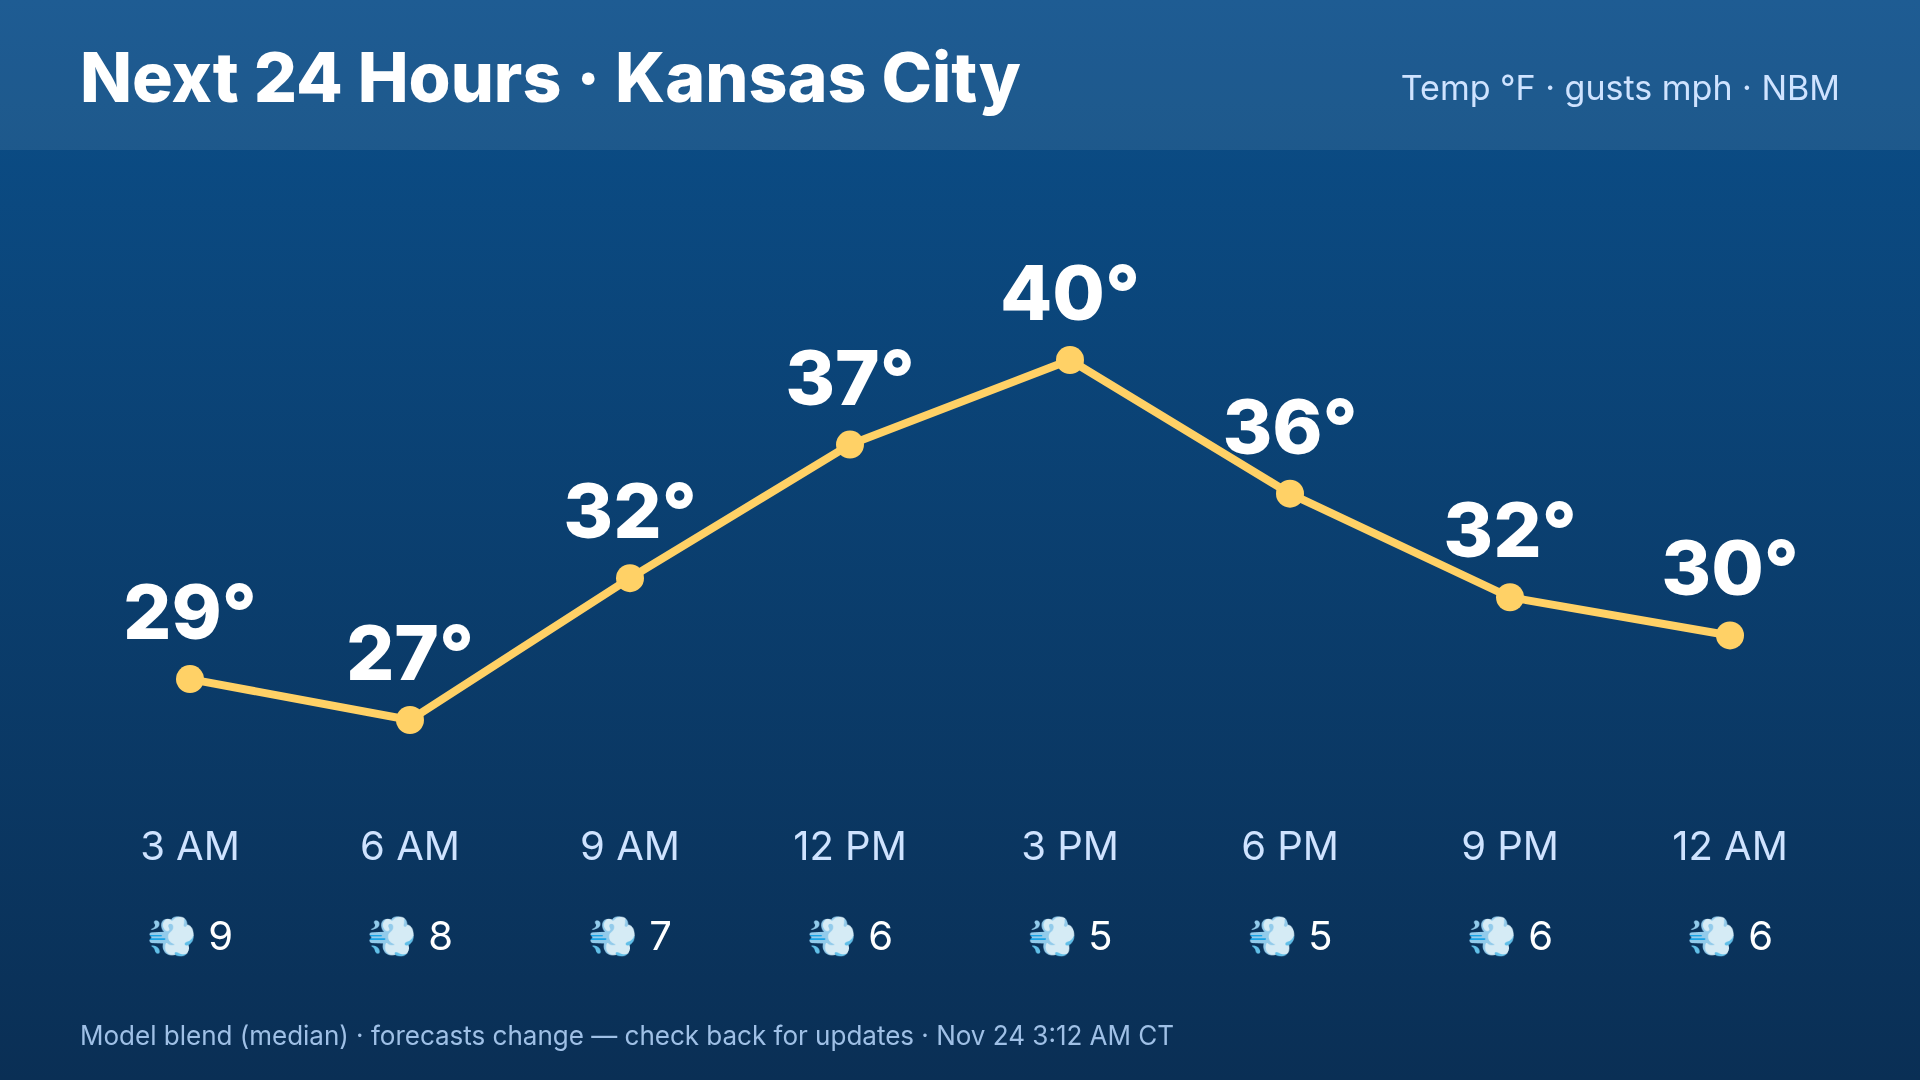 Next 24 Hours · Kansas City
Temp °F · gusts mph · NBM
40°
37°
36°
32°
32°
30°
29°
27°
3 AM 6 AM 9 AM 12 PM 3 PM 6 PM 9 PM 12 AM
💨 9 💨 8 💨 7 💨 6 💨 5 💨 5 💨 6 💨 6
Model blend (median) · forecasts change — check back for updates · Nov 24 3:12 AM CT